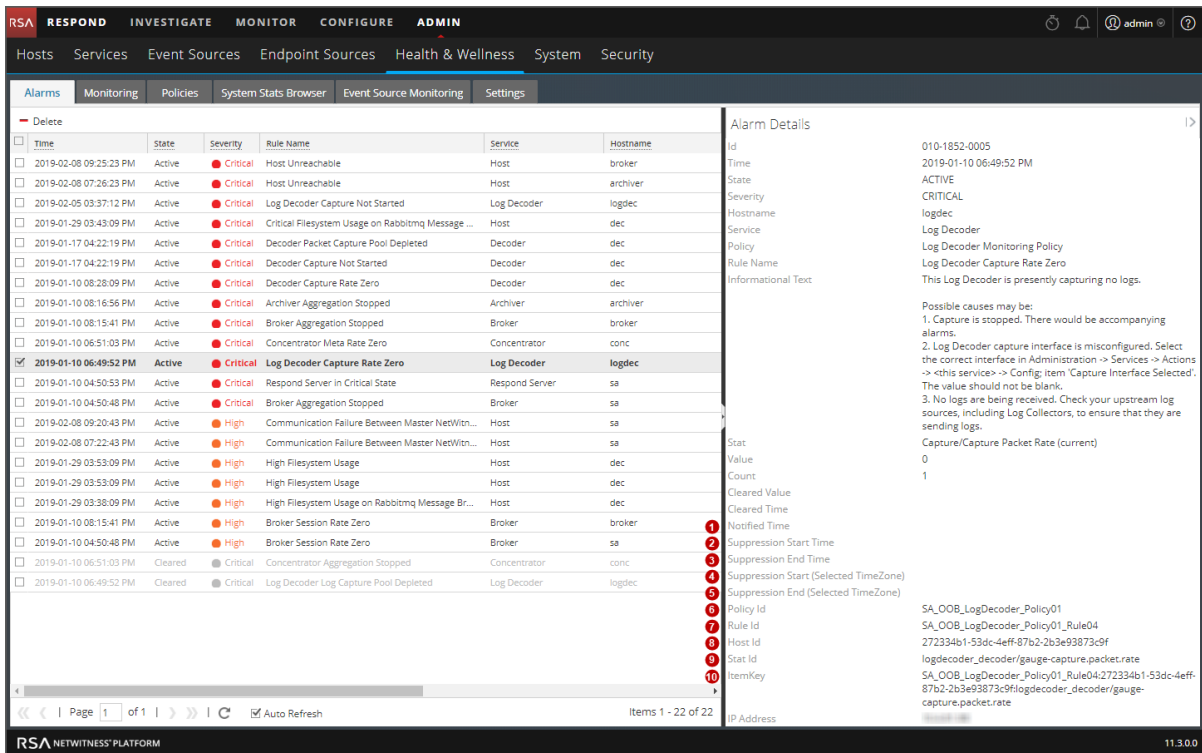 RSA RESPOND INVESTIGATE MONITOR CONFIGURE ADMIN admin
Hosts Services Event Sources Endpoint Sources Health & Wellness System Security
Alarms Monitoring Policies System Stats Browser Event Source Monitoring Settings
Delete
Time State Severity Rule Name Service Hostname
2019-02-08 09:25:23 PM Active Critical Host Unreachable Host broker
2019-02-08 07:26:23 PM Active Critical Host Unreachable Host archiver
2019-02-05 03:37:12 PM Active Critical Log Decoder Capture Not Started Log Decoder logdec
2019-01-29 03:43:09 PM Active Critical Critical Filesystem Usage on Rabbitmq Message ... Host dec
2019-01-17 04:22:19 PM Active Critical Decoder Packet Capture Pool Depleted Decoder dec
2019-01-17 04:22:19 PM Active Critical Decoder Capture Not Started Decoder dec
2019-01-10 08:28:09 PM Active Critical Decoder Capture Rate Zero Decoder dec
2019-01-10 08:16:56 PM Active Critical Archiver Aggregation Stopped Archiver archiver
2019-01-10 08:15:41 PM Active Critical Broker Aggregation Stopped Broker broker
2019-01-10 06:51:03 PM Active Critical Concentrator Meta Rate Zero Concentrator conc
2019-01-10 06:49:52 PM Active Critical Log Decoder Capture Rate Zero Log Decoder logdec
2019-01-10 04:50:53 PM Active Critical Respond Server in Critical State Respond Server sa
2019-01-10 04:50:48 PM Active Critical Broker Aggregation Stopped Broker sa
2019-02-08 09:20:43 PM Active High Communication Failure Between Master NetWitn... Host sa
2019-02-08 07:22:43 PM Active High Communication Failure Between Master NetWitn... Host sa
2019-01-29 03:53:09 PM Active High High Filesystem Usage Host dec
2019-01-29 03:53:09 PM Active High High Filesystem Usage Host dec
2019-01-29 03:38:09 PM Active High High Filesystem Usage on Rabbitmq Message Br... Host dec
2019-01-10 08:15:41 PM Active High Broker Session Rate Zero Broker broker
2019-01-10 04:50:48 PM Active High Broker Session Rate Zero Broker sa
2019-01-10 06:51:03 PM Cleared Critical Concentrator Aggregation Stopped Concentrator conc
2019-01-10 06:49:52 PM Cleared Critical Log Decoder Log Capture Pool Depleted Log Decoder logdec
Page 1 of 1 Auto Refresh Items 1 - 22 of 22
Alarm Details
Id 010-1852-0005
Time 2019-01-10 06:49:52 PM
State ACTIVE
Severity CRITICAL
Hostname logdec
Service Log Decoder
Policy Log Decoder Monitoring Policy
Rule Name Log Decoder Capture Rate Zero
Informational Text This Log Decoder is presently capturing no logs.
Possible causes may be:
1. Capture is stopped. There would be accompanying
alarms.
2. Log Decoder capture interface is misconfigured. Select
the correct interface in Administration -> Services -> Actions
-> <this service> -> Config; item 'Capture Interface Selected'.
The value should not be blank.
3. No logs are being received. Check your upstream log
sources, including Log Collectors, to ensure that they are
sending logs.
Stat Capture/Capture Packet Rate (current)
Value 0
Count 1
Cleared Value
Cleared Time
1 Notified Time
2 Suppression Start Time
3 Suppression End Time
4 Suppression Start (Selected TimeZone)
5 Suppression End (Selected TimeZone)
6 Policy Id SA_OOB_LogDecoder_Policy01
7 Rule Id SA_OOB_LogDecoder_Policy01_Rule04
8 Host Id 272334b1-53dc-4eff-87b2-2b3e93873c9f
9 Stat Id logdecoder_decoder/gauge-capture.packet.rate
10 ItemKey SA_OOB_LogDecoder_Policy01_Rule04:272334b1-53dc-4eff-
87b2-2b3e93873c9f:logdecoder_decoder/gauge-
capture.packet.rate
IP Address
RSA NETWITNESS® PLATFORM 11.3.0.0